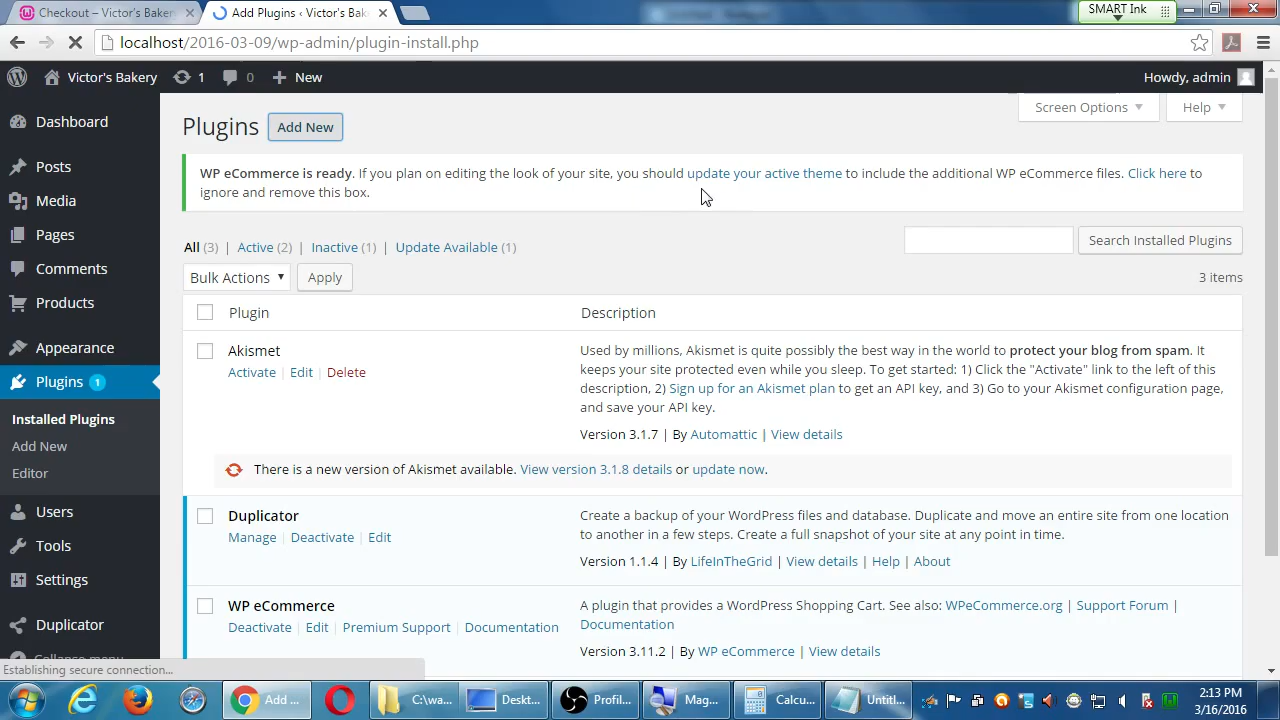 Checkout – Victor's Baker
Add Plugins ‹ Victor's Bak
SMART Ink
localhost/2016-03-09/wp-admin/plugin-install.php
Victor's Bakery
1
0
New
Howdy, admin
Dashboard
Posts
Media
Pages
Comments
Products
Appearance
Plugins 1
Installed Plugins
Add New
Editor
Users
Tools
Settings
Duplicator
Collapse menu
Screen Options
Help
Plugins
Add New
WP eCommerce is ready. If you plan on editing the look of your site, you should update your active theme to include the additional WP eCommerce files. Click here to
ignore and remove this box.
All (3) | Active (2) | Inactive (1) | Update Available (1)
Search Installed Plugins
Bulk Actions
Apply
3 items
Plugin
Description
Akismet
Activate | Edit | Delete
Used by millions, Akismet is quite possibly the best way in the world to protect your blog from spam. It
keeps your site protected even while you sleep. To get started: 1) Click the "Activate" link to the left of this
description, 2) Sign up for an Akismet plan to get an API key, and 3) Go to your Akismet configuration page,
and save your API key.
Version 3.1.7 | By Automattic | View details
There is a new version of Akismet available. View version 3.1.8 details or update now.
Duplicator
Manage | Deactivate | Edit
Create a backup of your WordPress files and database. Duplicate and move an entire site from one location
to another in a few steps. Create a full snapshot of your site at any point in time.
Version 1.1.4 | By LifeInTheGrid | View details | Help | About
WP eCommerce
Deactivate | Edit | Premium Support | Documentation
A plugin that provides a WordPress Shopping Cart. See also: WPeCommerce.org | Support Forum |
Documentation
Version 3.11.2 | By WP eCommerce | View details
Establishing secure connection...
Add ...
C:\wa...
Deskt...
Profil...
Mag...
Calcu...
Untitl...
2:13 PM
3/16/2016